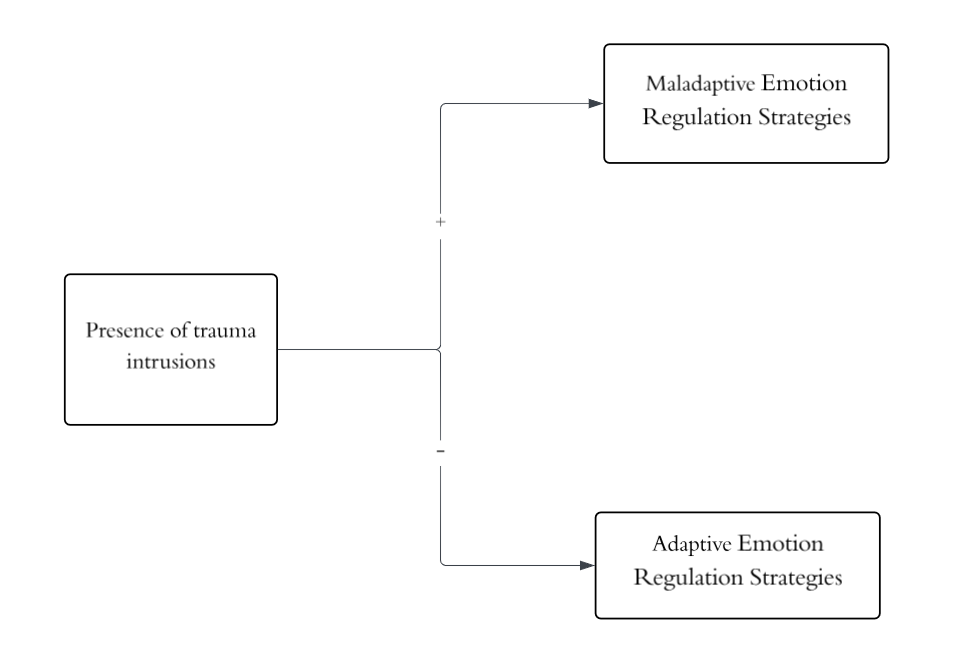 Maladaptive Emotion
Regulation Strategies
+
Presence of trauma
intrusions
-
Adaptive Emotion
Regulation Strategies